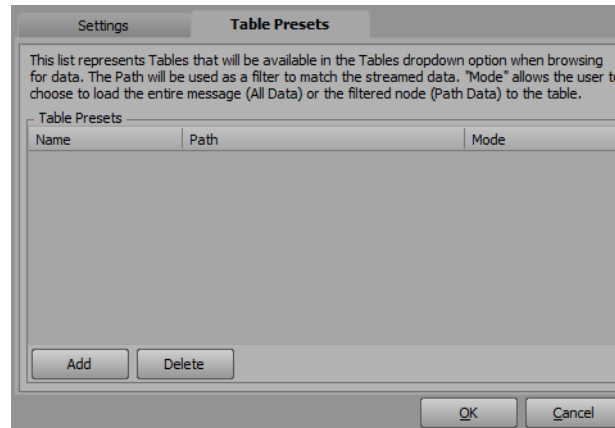 Settings
Table Presets
This list represents Tables that will be available in the Tables dropdown option when browsing
for data. The Path will be used as a filter to match the streamed data. "Mode" allows the user
choose to load the entire message (All Data) or the filtered node (Path Data) to the table.
Table Presets
Name Path Mode
Add Delete
OK Cancel